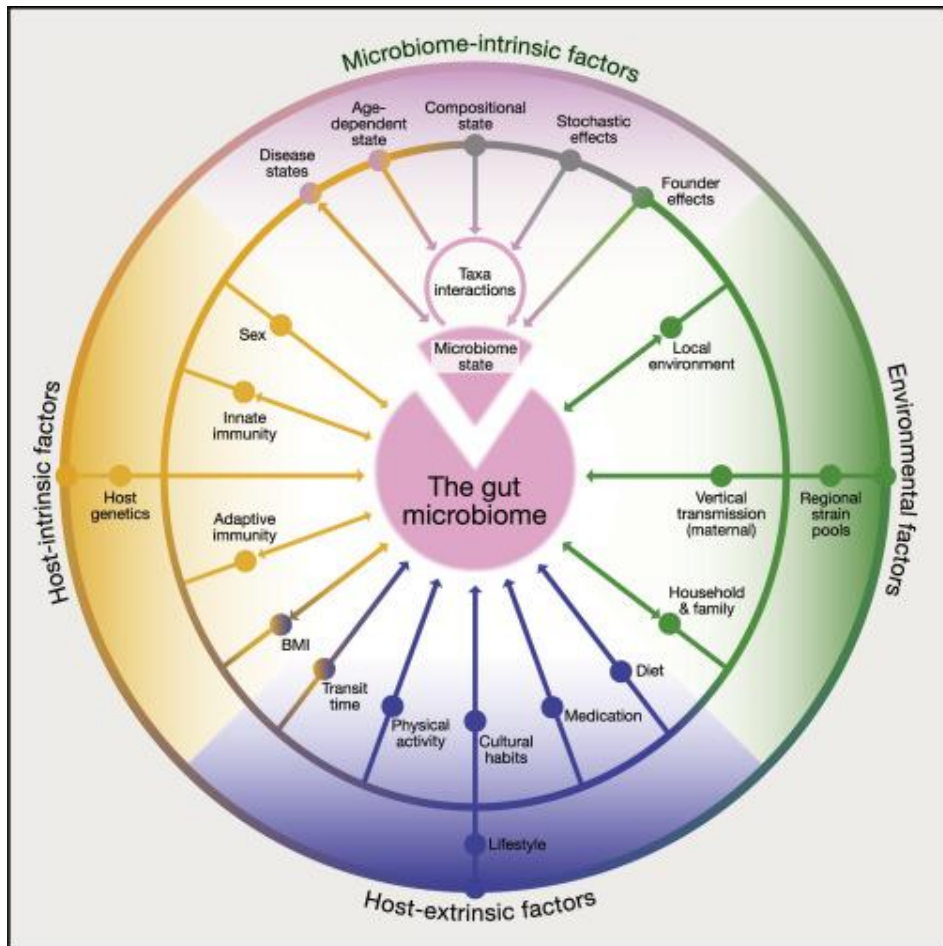 Microbiome-intrinsic factors
Age-
dependent
state
Compositional
state
Stochastic
effects
Disease
states
Founder
effects
Taxa
interactions
Microbiome
state
Sex
Local
environment
Innate
immunity
Host-intrinsic factors
Environmental factors
Host
genetics
The gut
microbiome
Vertical
transmission
(maternal)
Regional
strain
pools
Adaptive
immunity
Household
& family
BMI
Transit
time
Diet
Physical
activity
Cultural
habits
Medication
Lifestyle
Host-extrinsic factors